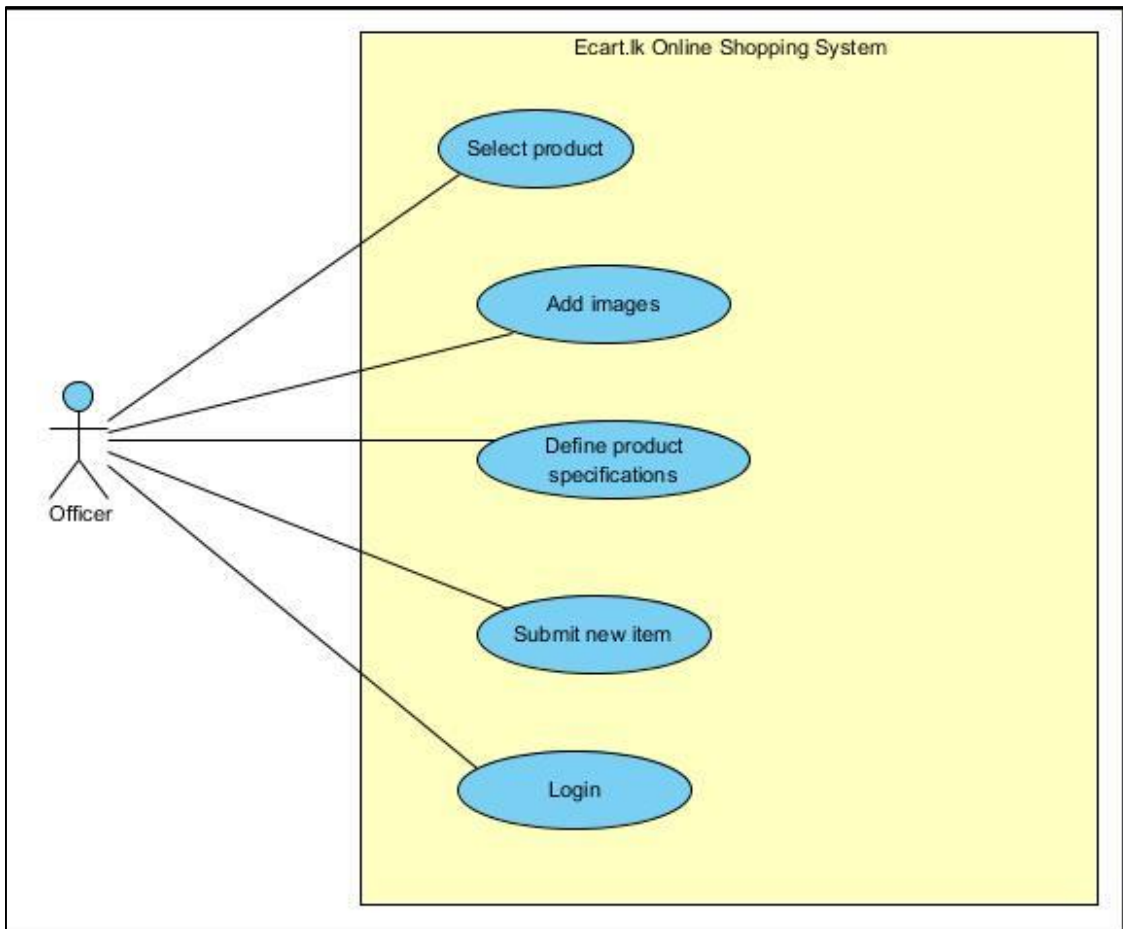 Ecart.lk Online Shopping System
Select product
Add images
Define product
specifications
Officer
Submit new item
Login